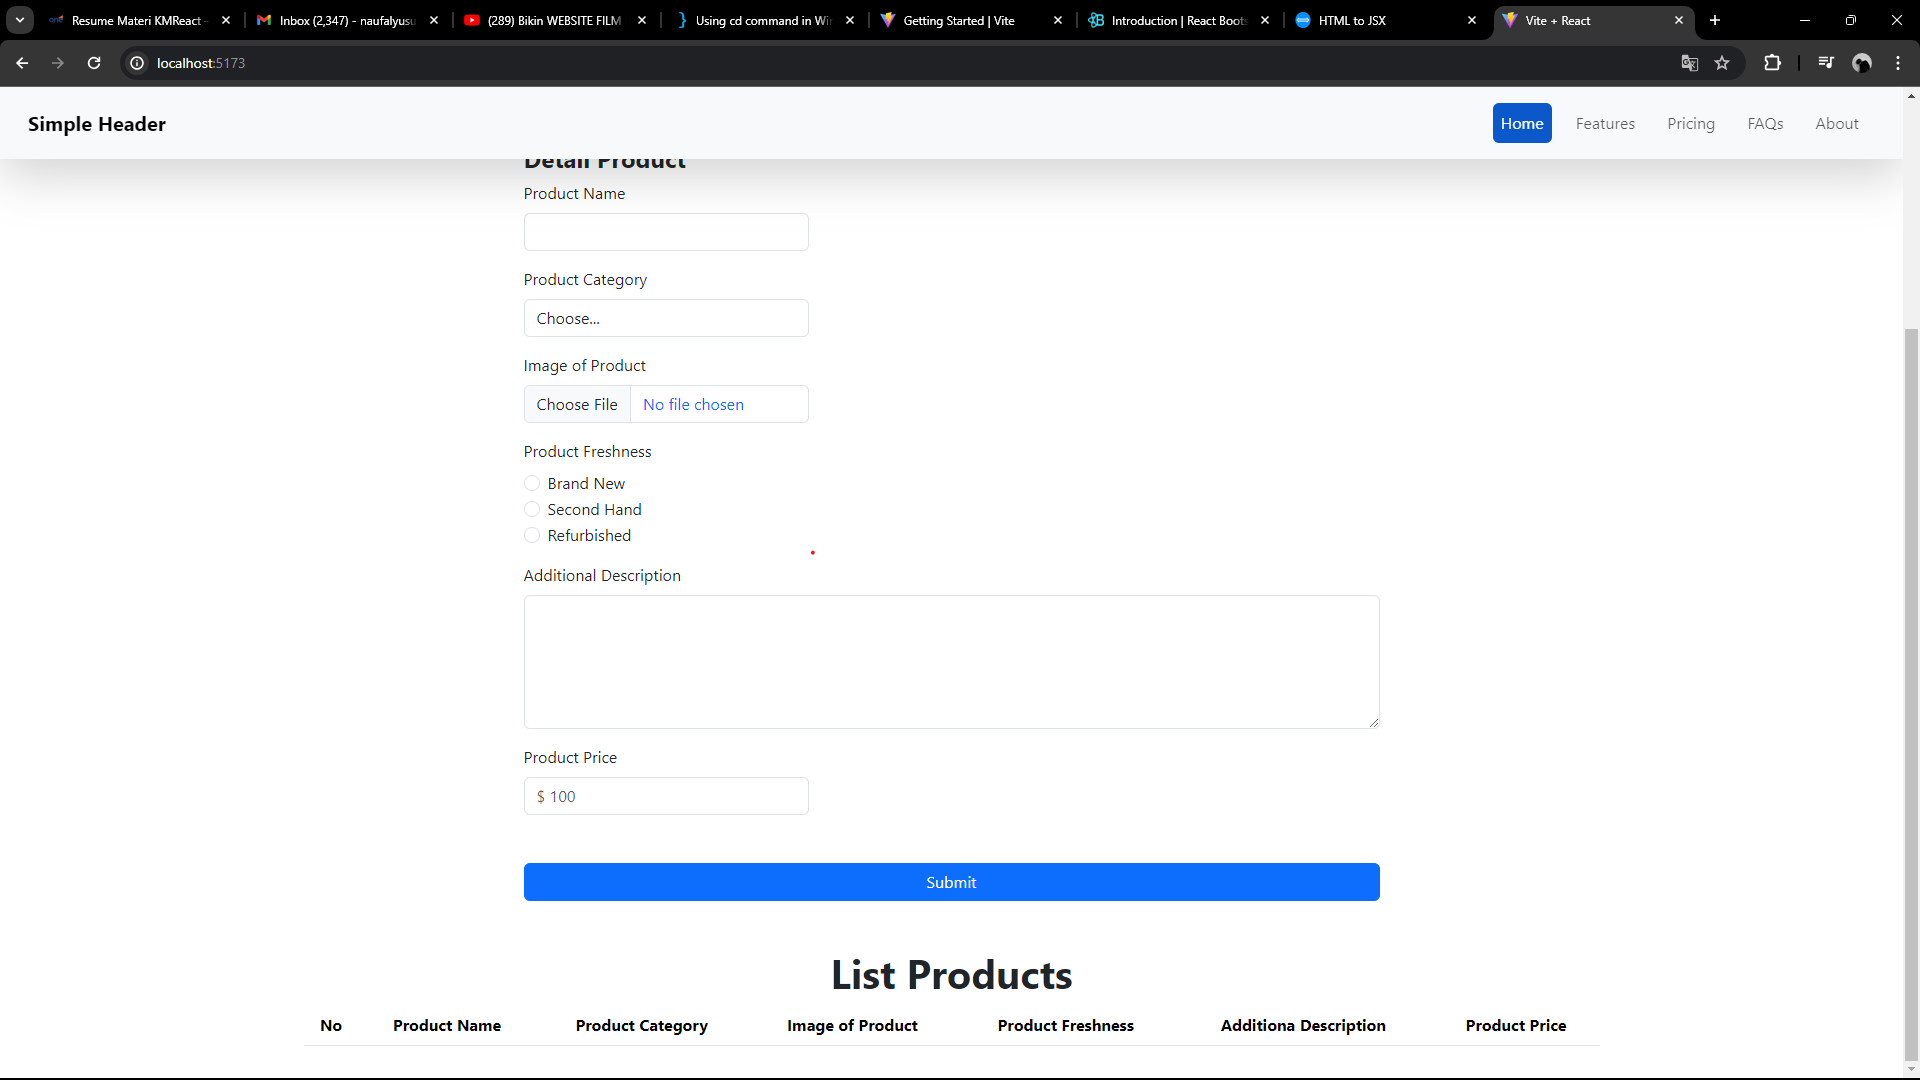 Resume Materi KMReact -
Inbox (2,347) - naufalyusu
(289) Bikin WEBSITE FILM
Using cd command in Wir
Getting Started | Vite
Introduction | React Boots
HTML to JSX
Vite + React
localhost:5173
Simple Header
Home
Features
Pricing
FAQs
About
Detail Product
Product Name
Product Category
Choose...
Image of Product
Choose File
No file chosen
Product Freshness
Brand New
Second Hand
Refurbished
Additional Description
Product Price
$ 100
Submit
List Products
No Product Name Product Category Image of Product Product Freshness Additiona Description Product Price